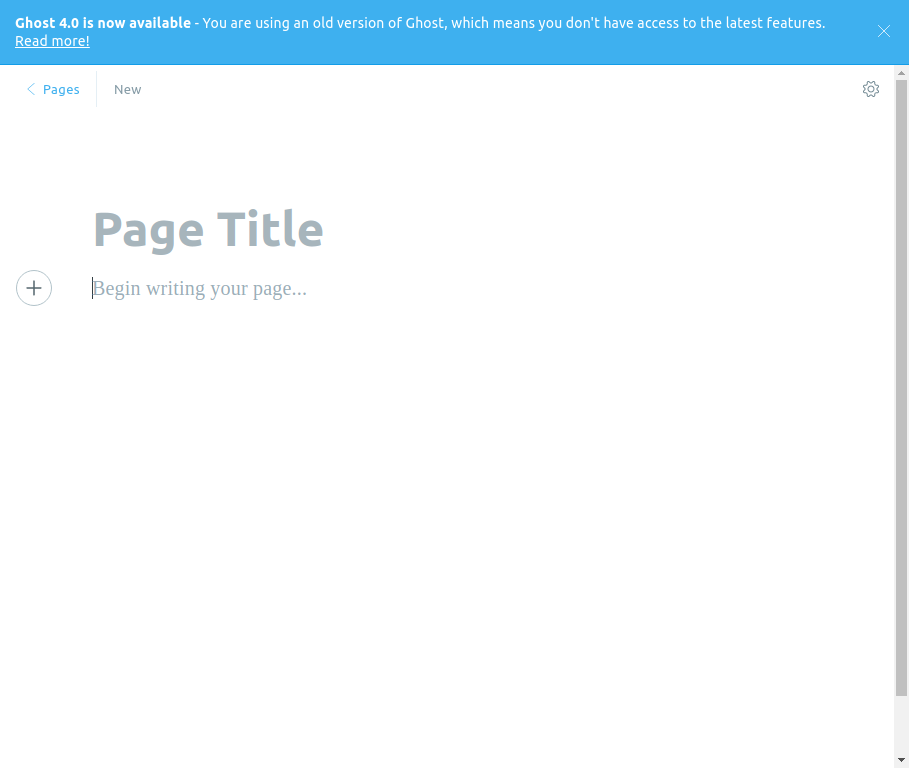 Ghost 4.0 is now available - You are using an old version of Ghost, which means you don't have access to the latest features.
Read more!
Pages
New
Page Title
Begin writing your page...